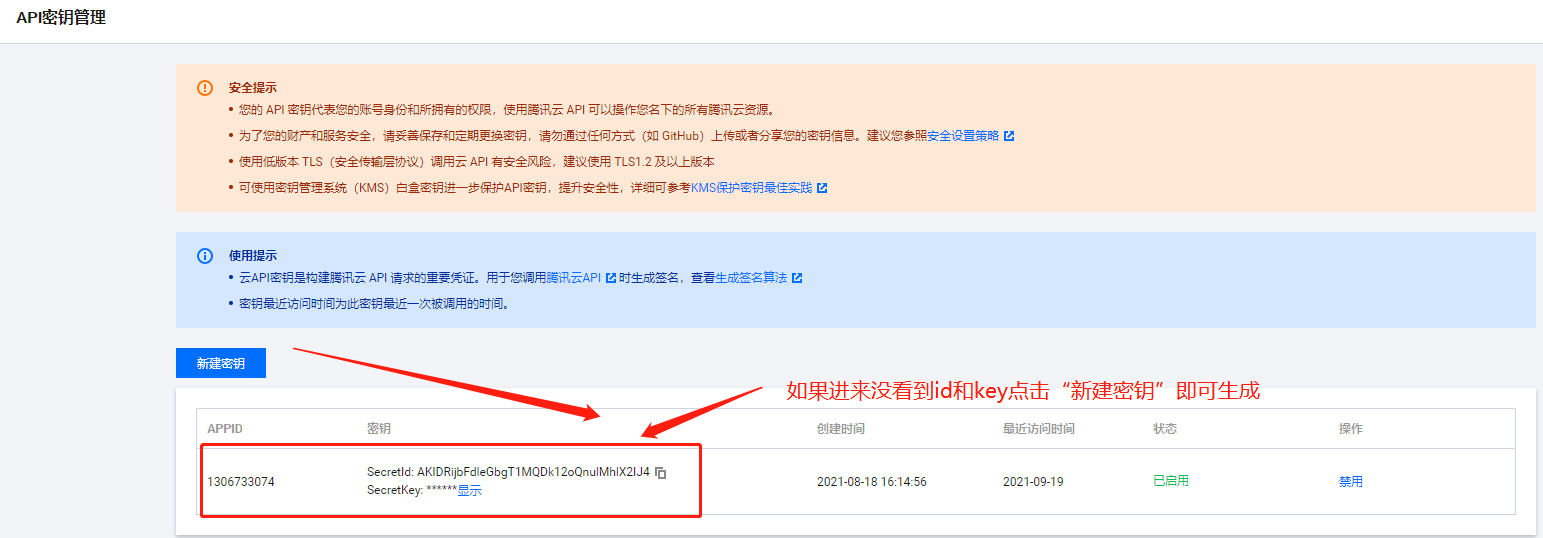 API密钥管理
安全提示
• 您的 API 密钥代表您的账号身份和所拥有的权限，使用腾讯云 API 可以操作您名下的所有腾讯云资源。
• 为了您的财产和服务安全，请妥善保存和定期更换密钥，请勿通过任何方式（如 GitHub）上传或者分享您的密钥信息。建议您参照安全设置策略
• 使用低版本 TLS（安全传输层协议）调用云 API 有安全风险，建议使用 TLS1.2 及以上版本
• 可使用密钥管理系统（KMS）白盒密钥进一步保护API密钥，提升安全性，详细可参考KMS保护密钥最佳实践
使用提示
• 云API密钥是构建腾讯云 API 请求的重要凭证。用于您调用腾讯云API 时生成签名，查看生成签名算法
• 密钥最近访问时间为此密钥最近一次被调用的时间。
新建密钥
如果进来没看到id和key点击“新建密钥”即可生成
APPID 密钥 创建时间 最近访问时间 状态 操作
1306733074 SecretId: AKIDRijbFdleGbgT1MQDk12oQnulMhlX2IJ4 2021-08-18 16:14:56 2021-09-19 已启用 禁用
SecretKey: ******显示